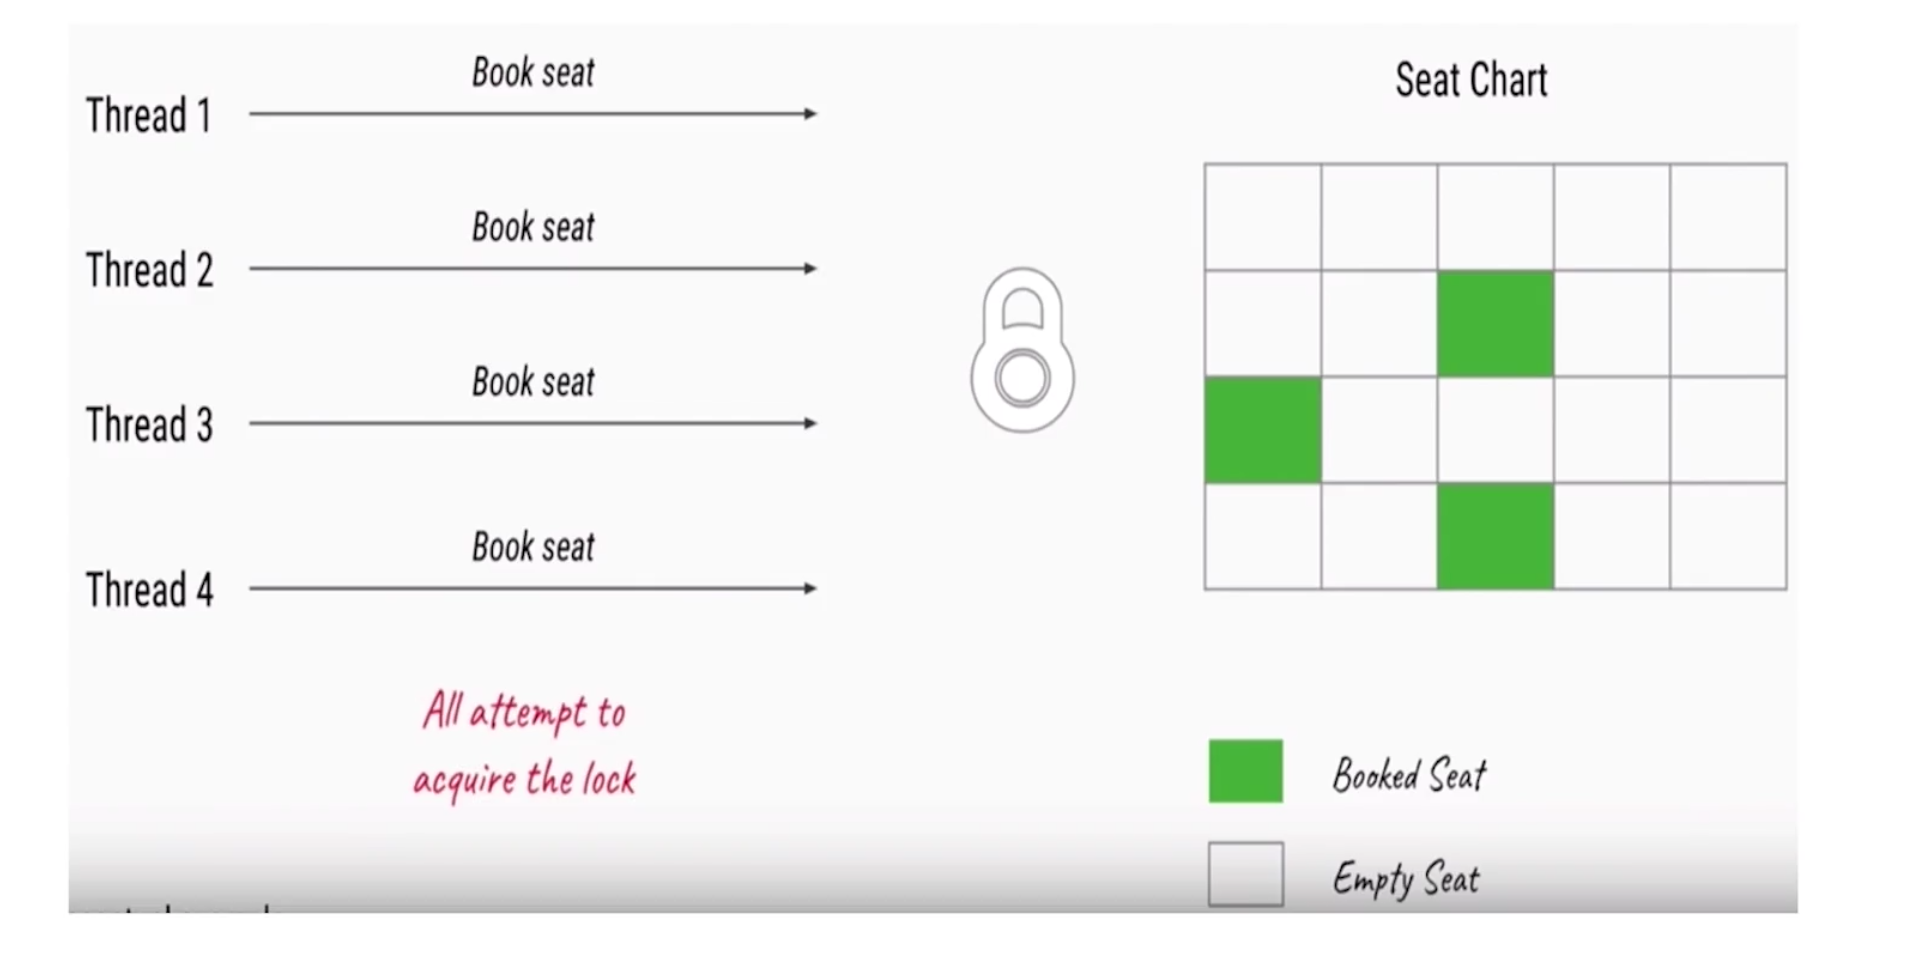 Book seat
Thread 1
Book seat
Thread 2
Book seat
Thread 3
Book seat
Thread 4
All attempt to
acquire the lock
Seat Chart
Booked Seat
Empty Seat